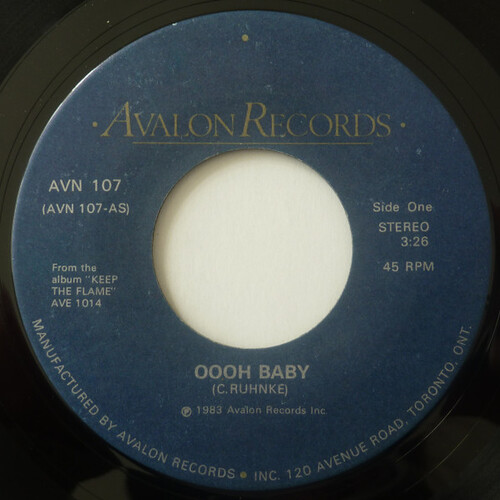 • AVALON RECORDS •
AVN 107
(AVN 107-AS)
Side One
STEREO
3:26
From the
album "KEEP
THE FLAME"
AVE 1014
45 RPM
OOOH BABY
(C. RUHNKE)
℗ 1983 Avalon Records Inc.
MANUFACTURED BY AVALON RECORDS • INC. 120 AVENUE ROAD, TORONTO, ONT.